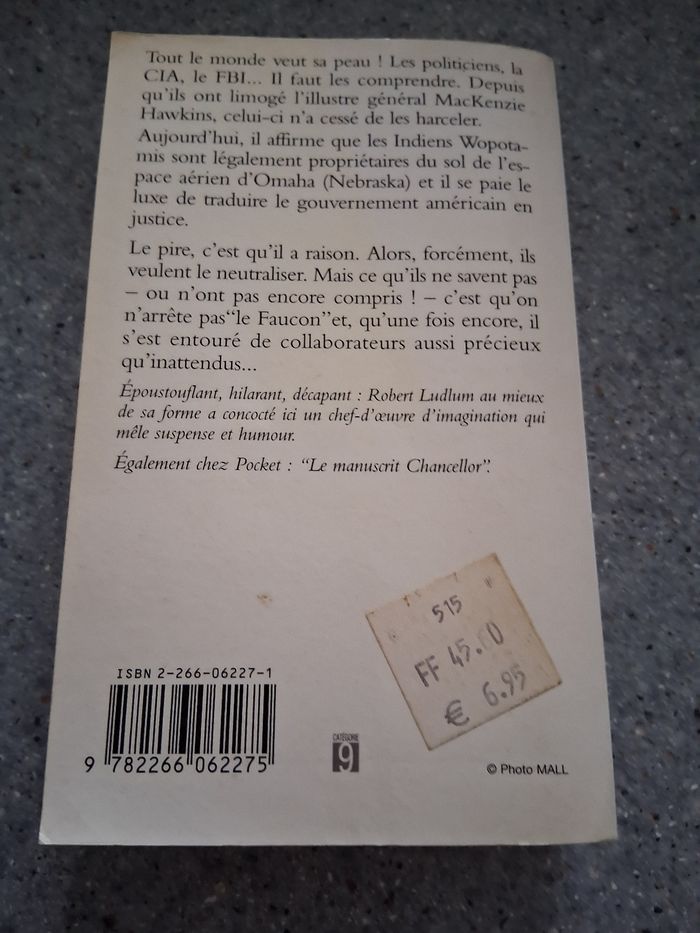 Tout le monde veut sa peau ! Les politiciens, la
CIA, le FBI... Il faut les comprendre. Depuis
qu'ils ont limogé l'illustre général MacKenzie
Hawkins, celui-ci n'a cessé de les harceler.
Aujourd'hui, il affirme que les Indiens Wopota-
mis sont légalement propriétaires du sol de l'es-
pace aérien d'Omaha (Nebraska) et il se paie le
luxe de traduire le gouvernement américain en
justice.
Le pire, c'est qu'il a raison. Alors, forcément, ils
veulent le neutraliser. Mais ce qu'ils ne savent pas
– ou n'ont pas encore compris ! – c'est qu'on
n'arrête pas“le Faucon”et, qu'une fois encore, il
s'est entouré de collaborateurs aussi précieux
qu'inattendus...
Époustouflant, hilarant, décapant : Robert Ludlum au mieux
de sa forme a concocté ici un chef-d'œuvre d'imagination qui
mêle suspense et humour.
Également chez Pocket : “Le manuscrit Chancellor”.
515
FF 45.00
€ 6.95
ISBN 2-266-06227-1
9 782266 062275
CATÉGORIE
9
© Photo MALL